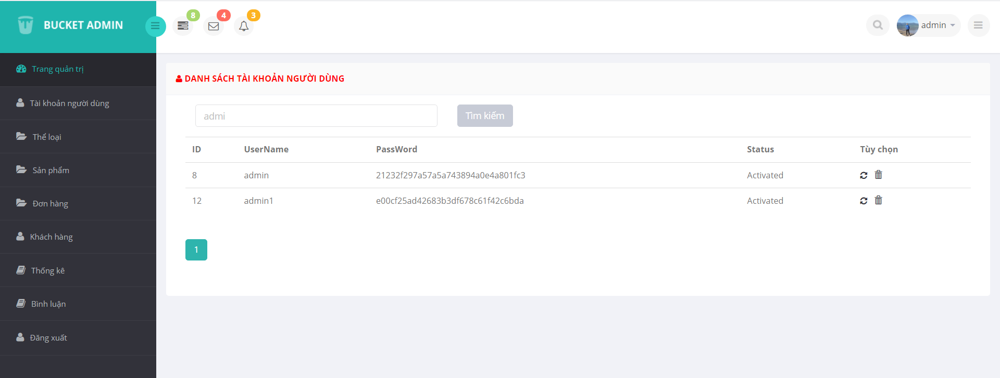 BUCKET ADMIN
8
4
3
admin
Trang quản trị
Tài khoản người dùng
Thể loại
Sản phẩm
Đơn hàng
Khách hàng
Thống kê
Bình luận
Đăng xuất
DANH SÁCH TÀI KHOẢN NGƯỜI DÙNG
admi
Tìm kiếm
ID UserName PassWord Status Tùy chọn
8 admin 21232f297a57a5a743894a0e4a801fc3 Activated
12 admin1 e00cf25ad42683b3df678c61f42c6bda Activated
1